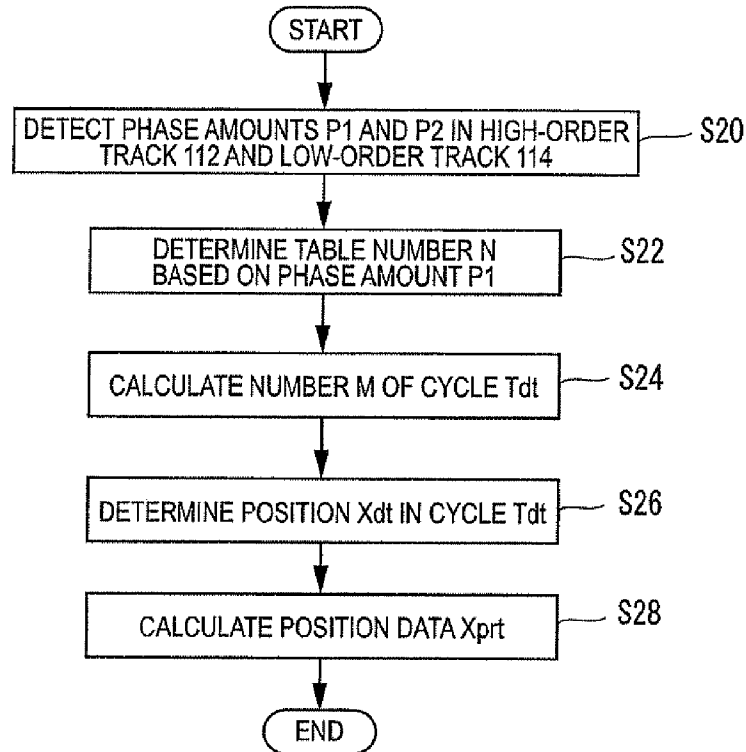 START
DETECT PHASE AMOUNTS P1 AND P2 IN HIGH-ORDER
TRACK 112 AND LOW-ORDER TRACK 114
S20
DETERMINE TABLE NUMBER N
BASED ON PHASE AMOUNT P1
S22
CALCULATE NUMBER M OF CYCLE Tdt
S24
DETERMINE POSITION Xdt IN CYCLE Tdt
S26
CALCULATE POSITION DATA Xprt
S28
END